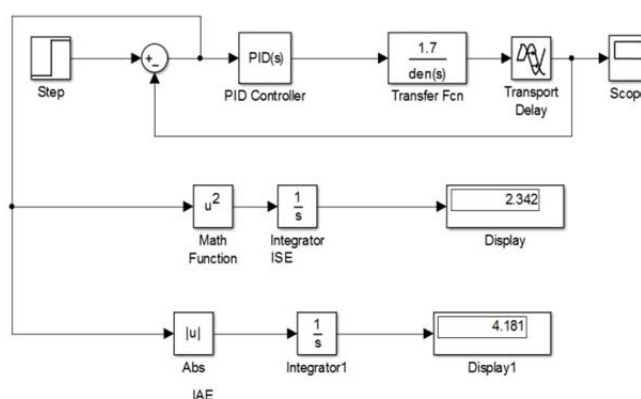 +
−
PID(s)
1.7
den(s)
Step
PID Controller
Transfer Fcn
Transport
Delay
Scope
u²
1
s
2.342
Math
Function
Integrator
ISE
Display
|u|
1
s
4.181
Abs
Integrator1
Display1
IAE